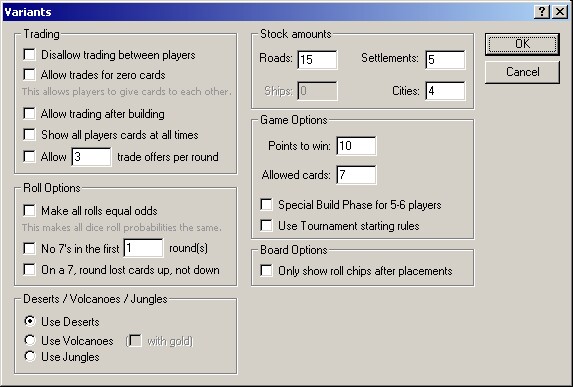 Variants
Trading
Disallow trading between players
Allow trades for zero cards
This allows players to give cards to each other.
Allow trading after building
Show all players cards at all times
Allow 3 trade offers per round
Roll Options
Make all rolls equal odds
This makes all dice roll probabilities the same.
No 7's in the first 1 round(s)
On a 7, round lost cards up, not down
Deserts / Volcanoes / Jungles
Use Deserts
Use Volcanoes ( with gold)
Use Jungles
Stock amounts
Roads: 15 Settlements: 5
Ships: 0 Cities: 4
Game Options
Points to win: 10
Allowed cards: 7
Special Build Phase for 5-6 players
Use Tournament starting rules
Board Options
Only show roll chips after placements
OK
Cancel